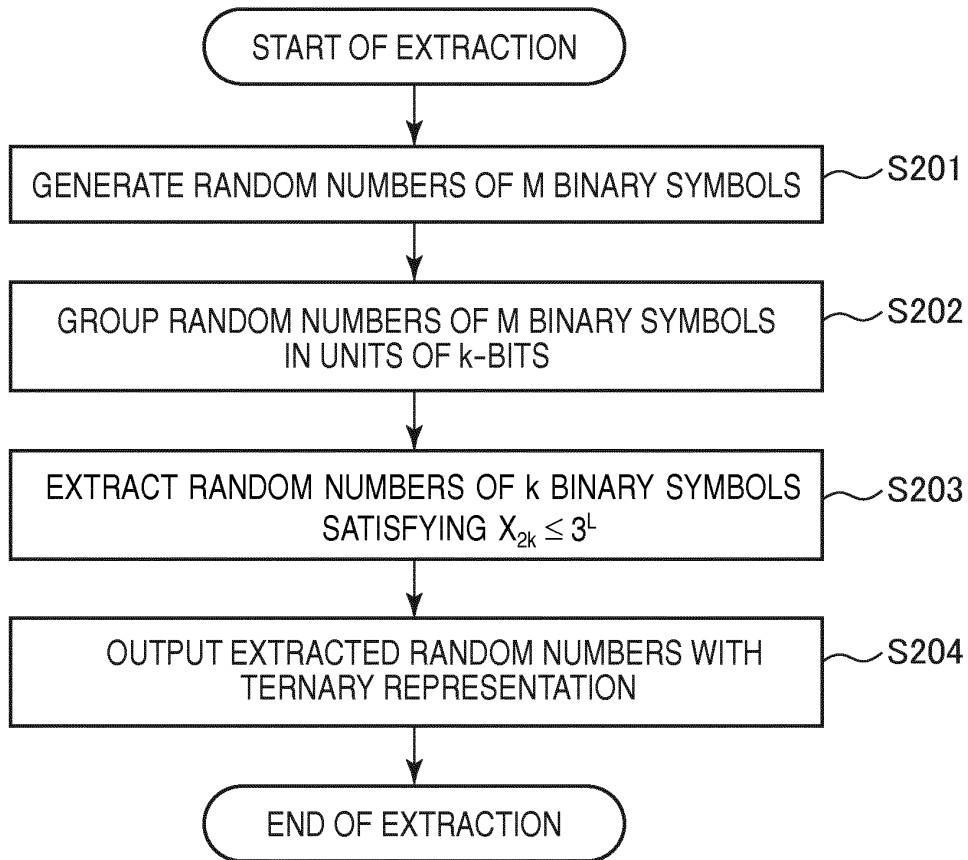 START OF EXTRACTION
GENERATE RANDOM NUMBERS OF M BINARY SYMBOLS
S201
GROUP RANDOM NUMBERS OF M BINARY SYMBOLS
IN UNITS OF k-BITS
S202
EXTRACT RANDOM NUMBERS OF k BINARY SYMBOLS
SATISFYING X₂ₖ ≤ 3ᴸ
S203
OUTPUT EXTRACTED RANDOM NUMBERS WITH
TERNARY REPRESENTATION
S204
END OF EXTRACTION